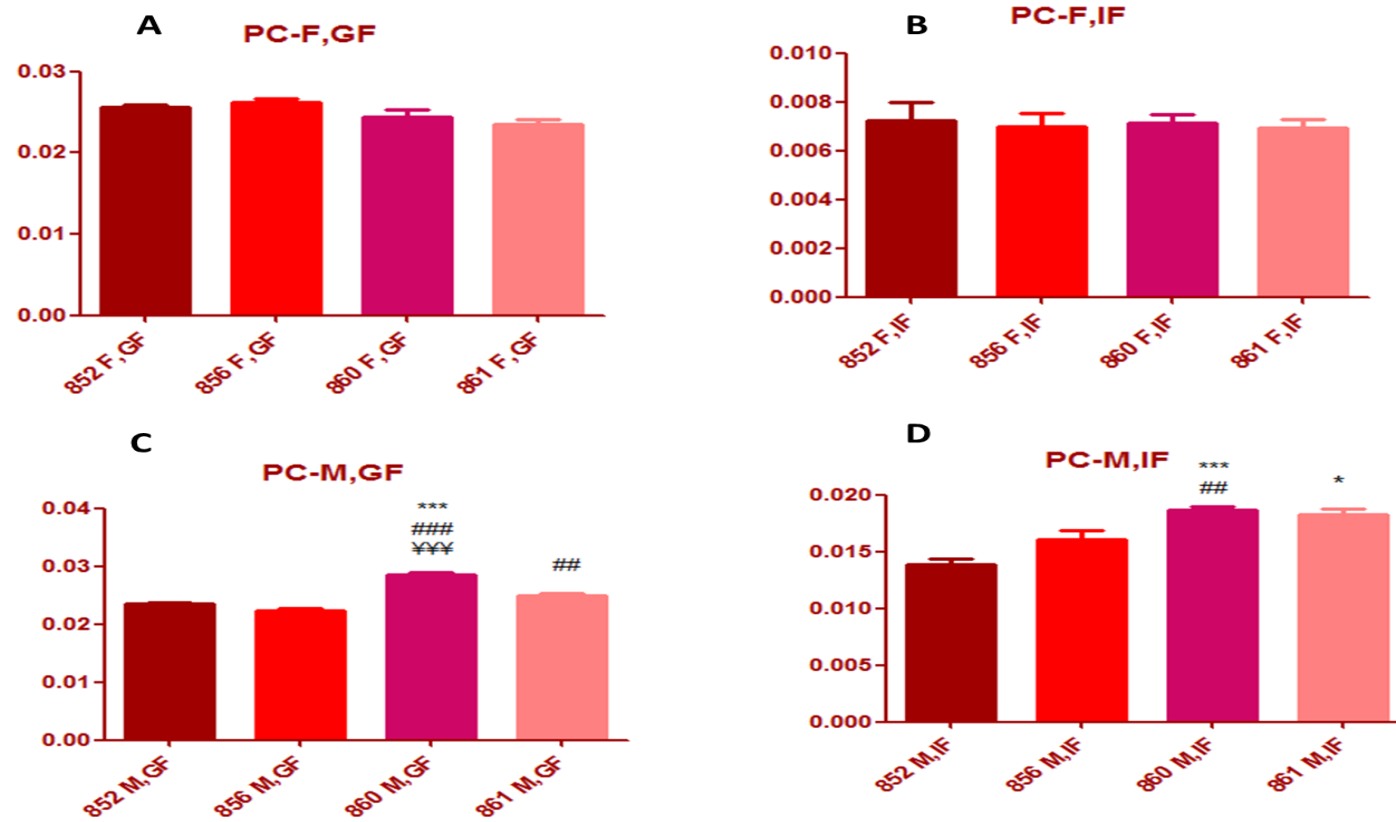 A
PC-F,GF
0.03
0.02
0.01
0.00
852 F,GF
856 F,GF
860 F,GF
861 F,GF
B
PC-F,IF
0.010
0.008
0.006
0.004
0.002
0.000
852 F,IF
856 F,IF
860 F,IF
861 F,IF
C
PC-M,GF
0.04
0.03
0.02
0.01
0.00
***
###
¥¥¥
##
852 M,GF
856 M,GF
860 M,GF
861 M,GF
D
PC-M,IF
0.020
0.015
0.010
0.005
0.000
***
##
*
852 M,IF
856 M,IF
860 M,IF
861 M,IF